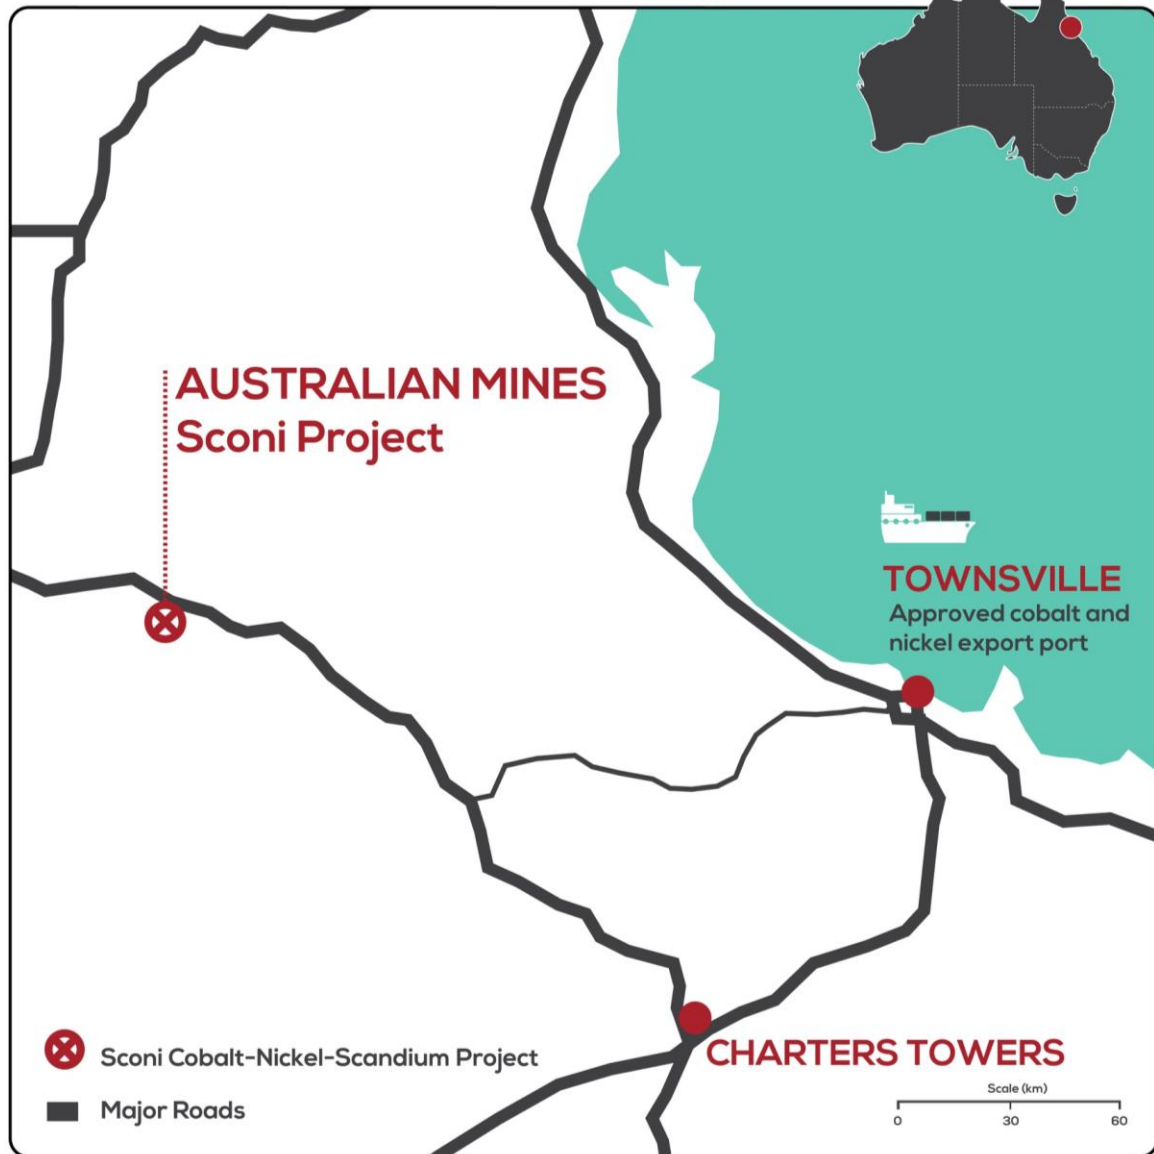 AUSTRALIAN MINES
Sconi Project
TOWNSVILLE
Approved cobalt and
nickel export port
CHARTERS TOWERS
Sconi Cobalt-Nickel-Scandium Project
Major Roads
Scale (km)
0 30 60